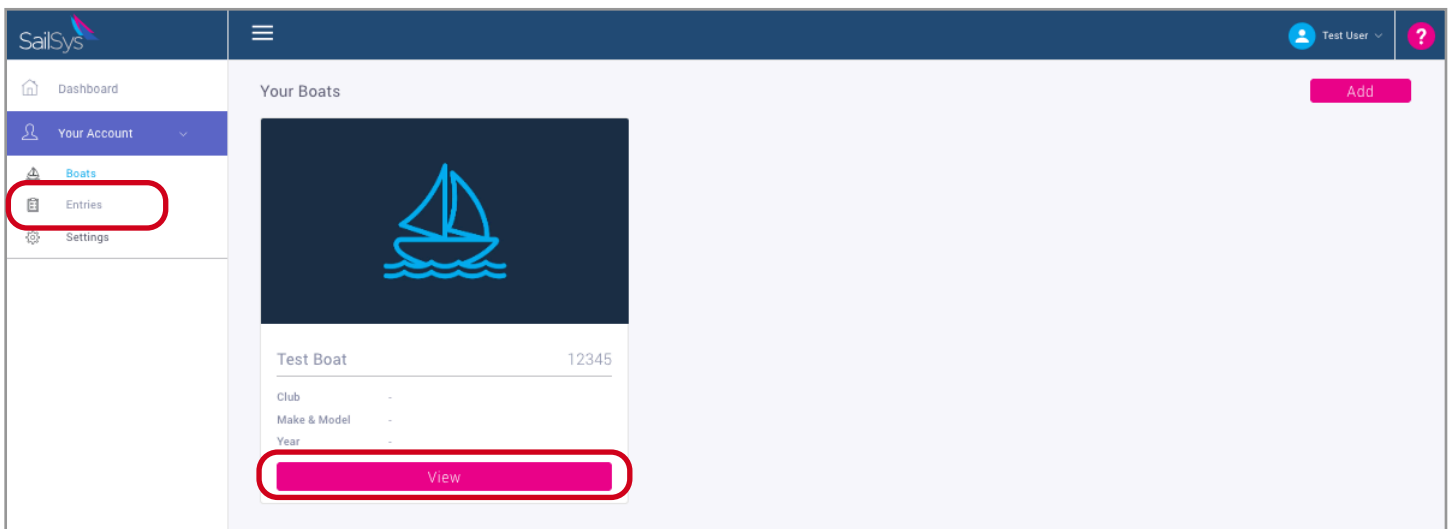 SailSys
Test User
?
Dashboard
Your Account
Boats
Entries
Settings
Your Boats
Add
Test Boat 12345
Club -
Make & Model -
Year -
View